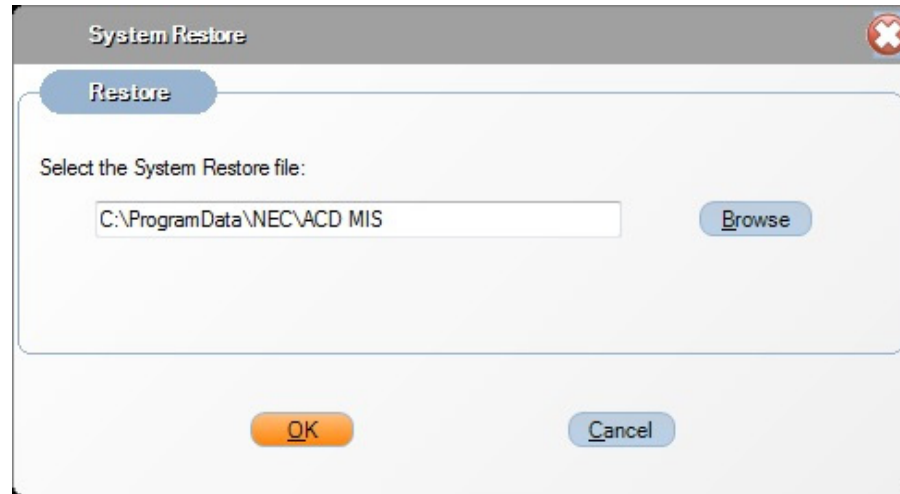 System Restore
Restore
Select the System Restore file:
C:\ProgramData\NEC\ACD MIS
Browse
OK
Cancel